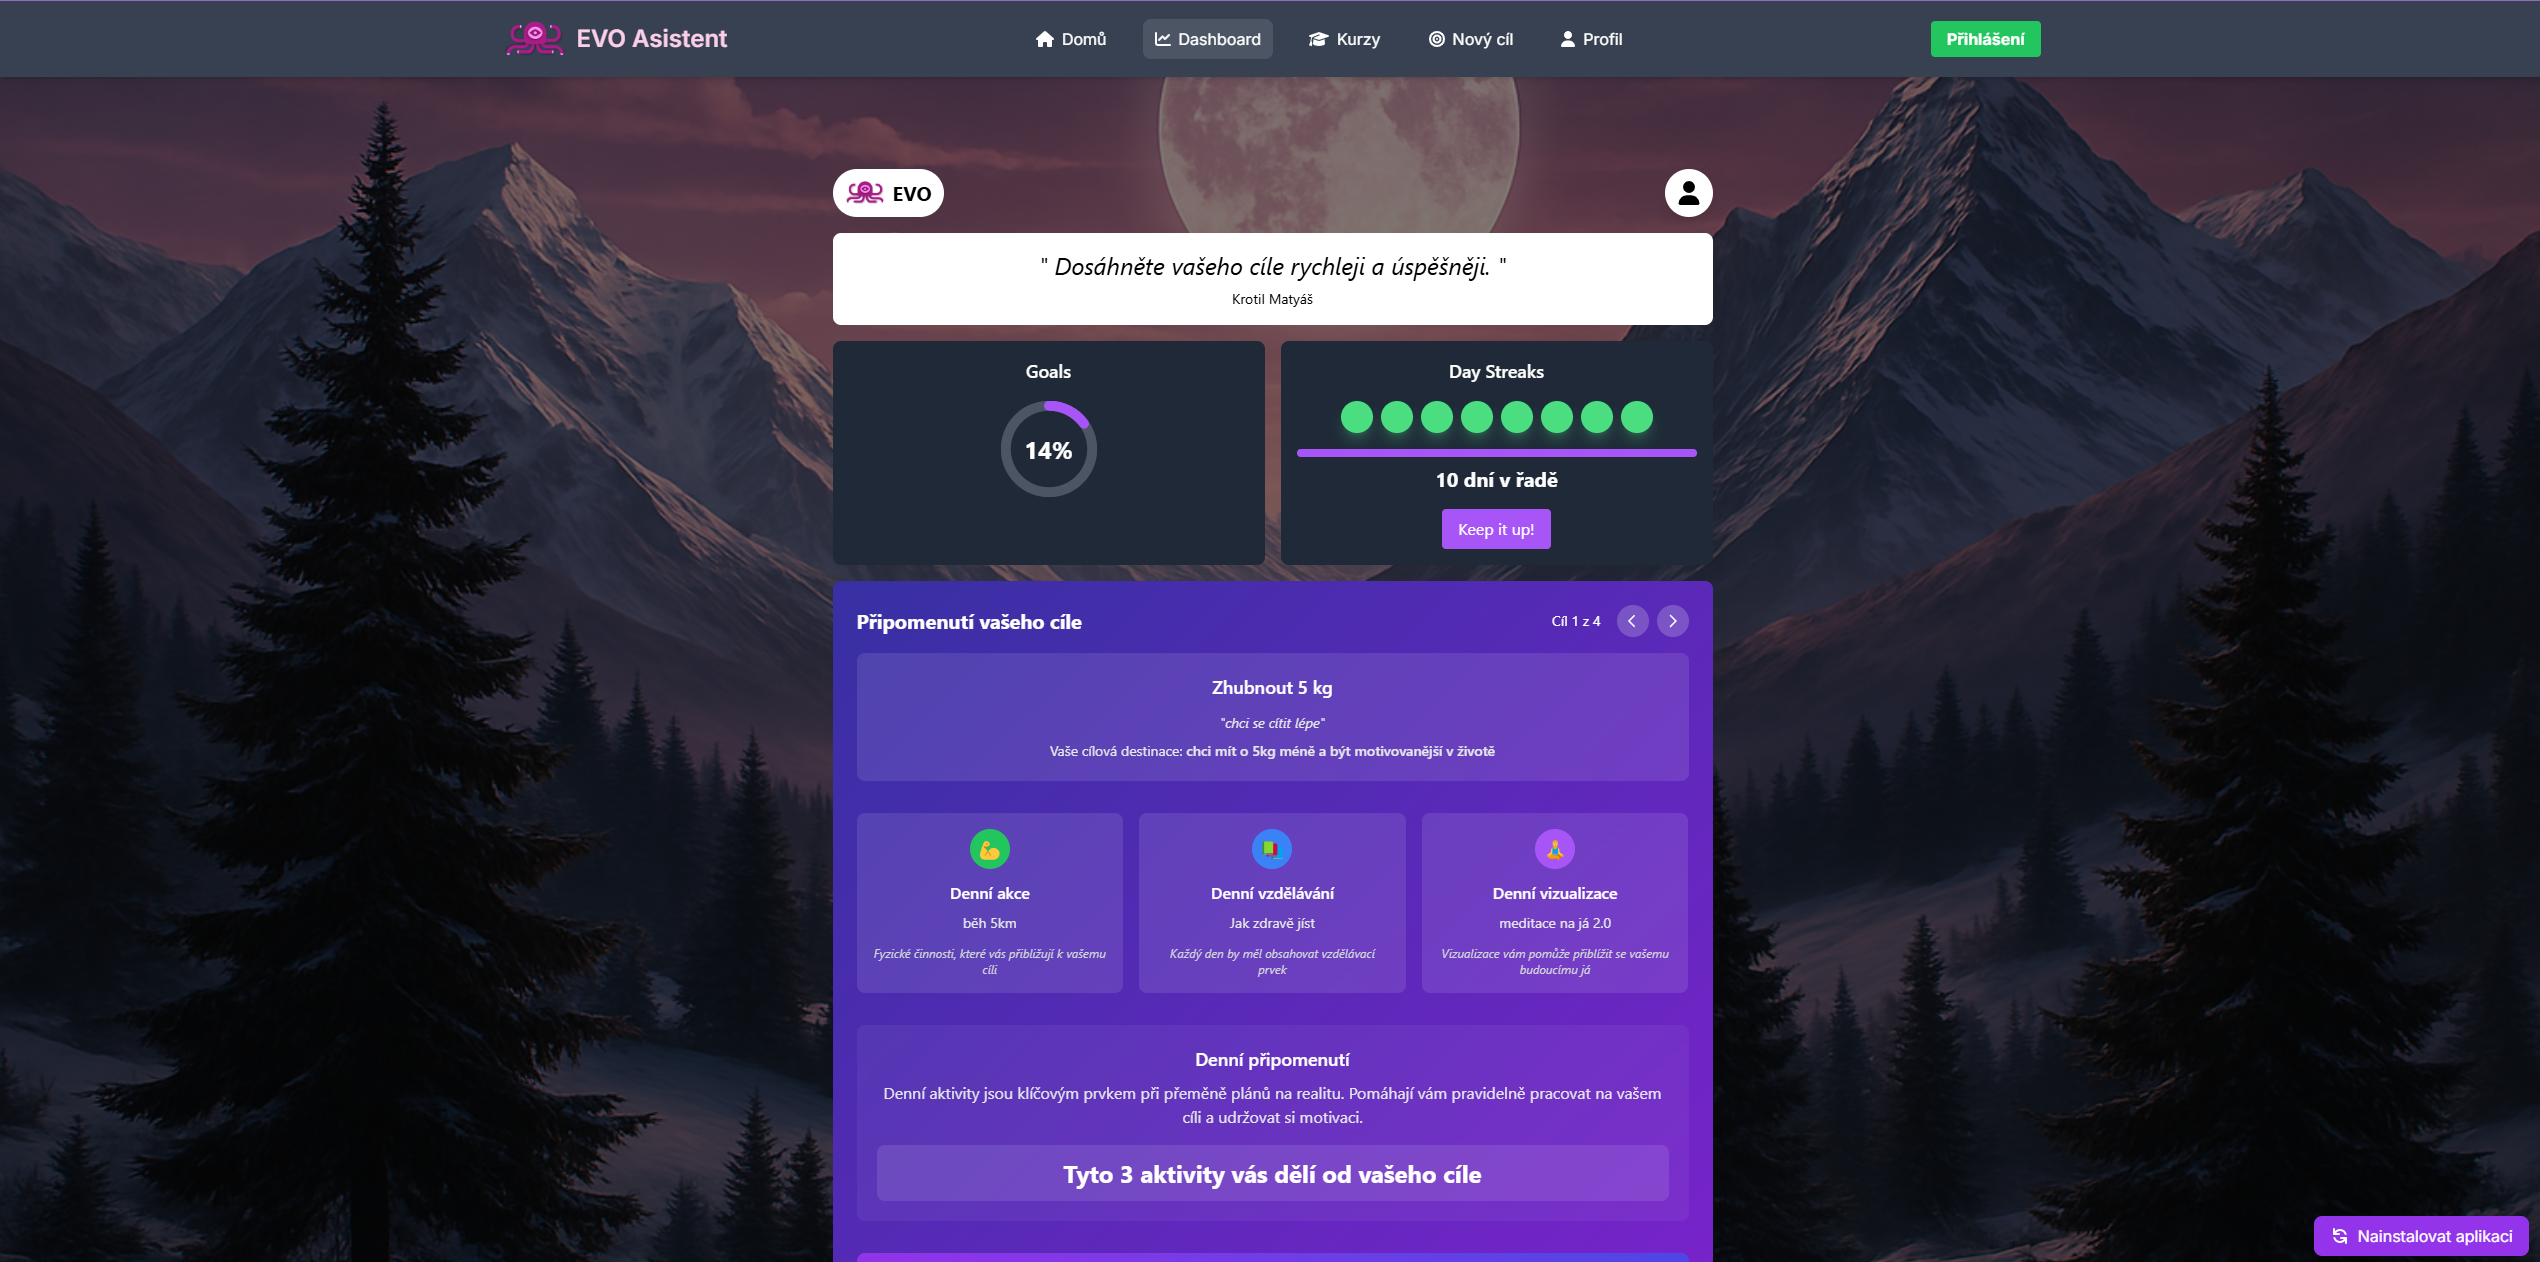 EVO Asistent
Domů
Dashboard
Kurzy
Nový cíl
Profil
Přihlášení
EVO
" Dosáhněte vašeho cíle rychleji a úspěšněji. "
Krotil Matyáš
Goals
14%
Day Streaks
10 dní v řadě
Keep it up!
Připomenutí vašeho cíle
Cíl 1 z 4
Zhubnout 5 kg
"chci se cítit lépe"
Vaše cílová destinace: chci mít o 5kg méně a být motivovanější v životě
Denní akce
běh 5km
Fyzické činnosti, které vás přibližují k vašemu
cíli
Denní vzdělávání
Jak zdravě jíst
Každý den by měl obsahovat vzdělávací
prvek
Denní vizualizace
meditace na já 2.0
Vizualizace vám pomůže přiblížit se vašemu
budoucímu já
Denní připomenutí
Denní aktivity jsou klíčovým prvkem při přeměně plánů na realitu. Pomáhají vám pravidelně pracovat na vašem
cíli a udržovat si motivaci.
Tyto 3 aktivity vás dělí od vašeho cíle
Nainstalovat aplikaci